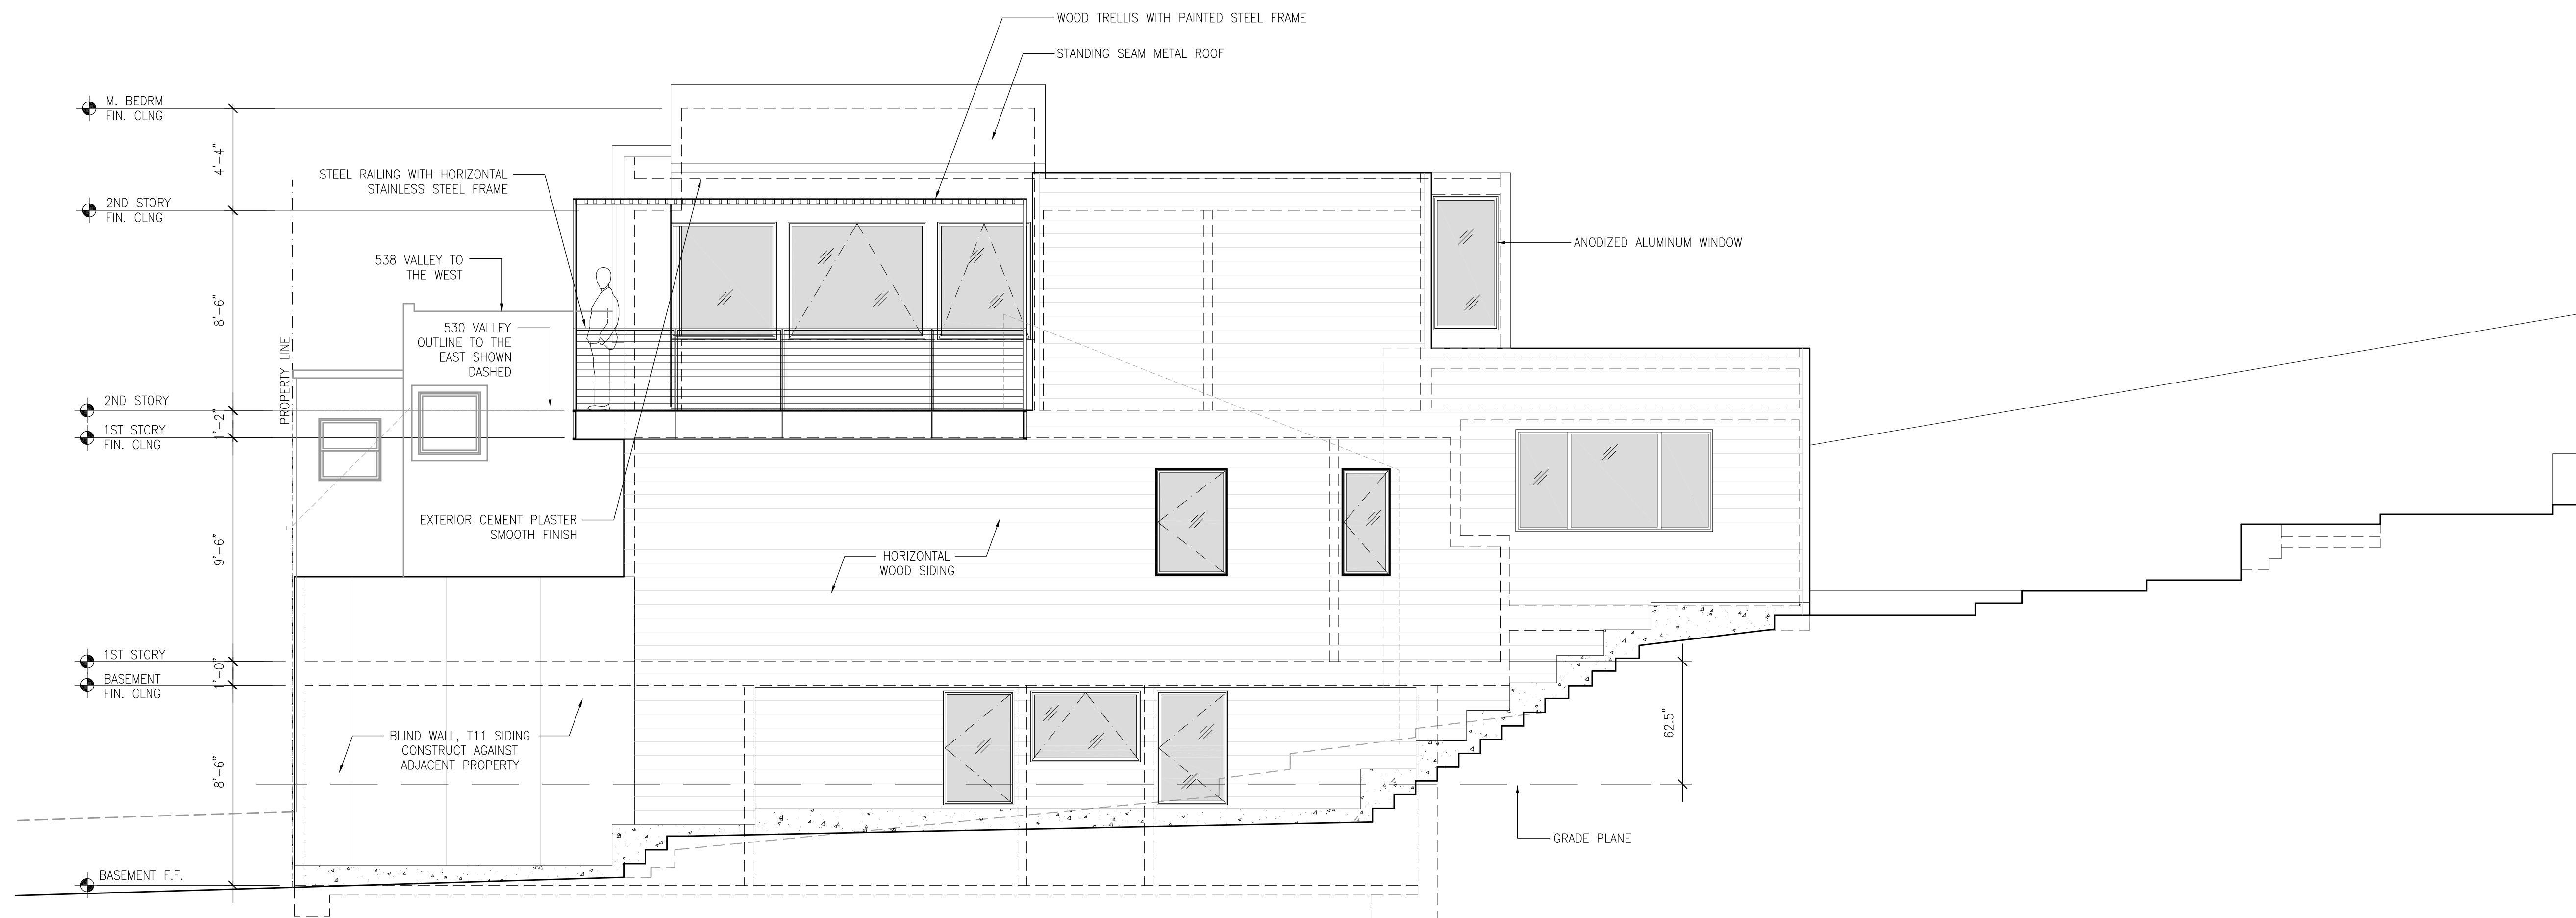 WOOD TRELLIS WITH PAINTED STEEL FRAME
STANDING SEAM METAL ROOF
M. BEDRM
FIN. CLNG
4'-4"
STEEL RAILING WITH HORIZONTAL
STAINLESS STEEL FRAME
2ND STORY
FIN. CLNG
ANODIZED ALUMINUM WINDOW
538 VALLEY TO
THE WEST
8'-6"
530 VALLEY
OUTLINE TO THE
EAST SHOWN
DASHED
PROPERTY LINE
2ND STORY
1'-2"
1ST STORY
FIN. CLNG
EXTERIOR CEMENT PLASTER
SMOOTH FINISH
9'-6"
HORIZONTAL
WOOD SIDING
1ST STORY
1'-0"
BASEMENT
FIN. CLNG
62.5"
BLIND WALL, T11 SIDING
CONSTRUCT AGAINST
ADJACENT PROPERTY
8'-6"
GRADE PLANE
BASEMENT F.F.